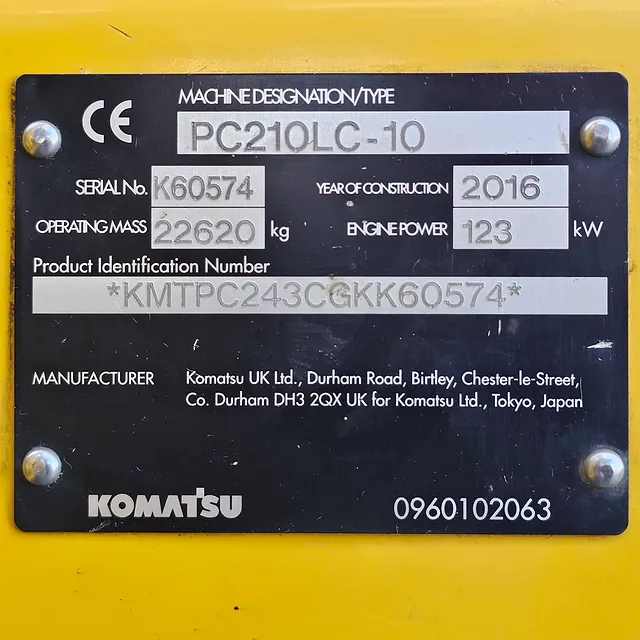 CE
MACHINE DESIGNATION/TYPE
PC210LC-10
SERIAL No. K60574 YEAR OF CONSTRUCTION 2016
OPERATING MASS 22620 kg ENGINE POWER 123 kW
Product Identification Number
*KMTPC243CGKK60574*
MANUFACTURER Komatsu UK Ltd., Durham Road, Birtley, Chester-le-Street,
Co. Durham DH3 2QX UK for Komatsu Ltd., Tokyo, Japan
KOMATSU 0960102063